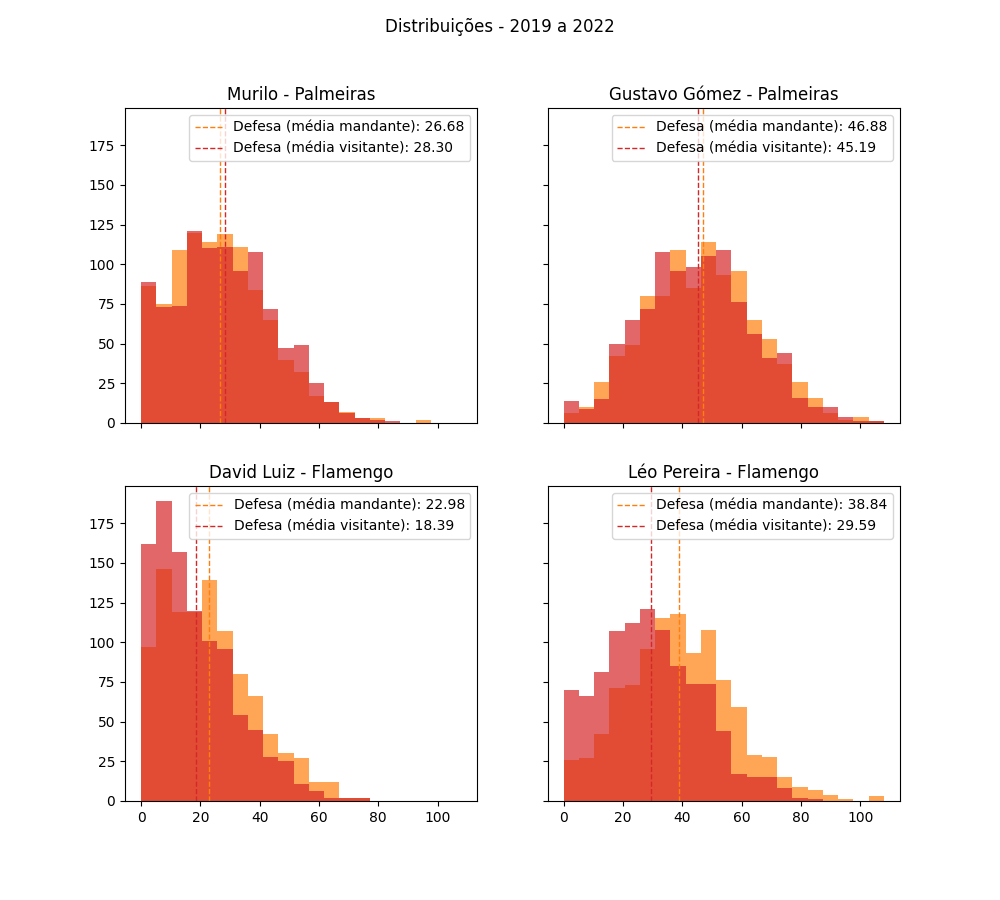 Distribuições - 2019 a 2022
Murilo - Palmeiras
Defesa (média mandante): 26.68
Defesa (média visitante): 28.30
175
150
125
100
75
50
25
0
Gustavo Gómez - Palmeiras
Defesa (média mandante): 46.88
Defesa (média visitante): 45.19
David Luiz - Flamengo
Defesa (média mandante): 22.98
Defesa (média visitante): 18.39
175
150
125
100
75
50
25
0
0 20 40 60 80 100
Léo Pereira - Flamengo
Defesa (média mandante): 38.84
Defesa (média visitante): 29.59
0 20 40 60 80 100